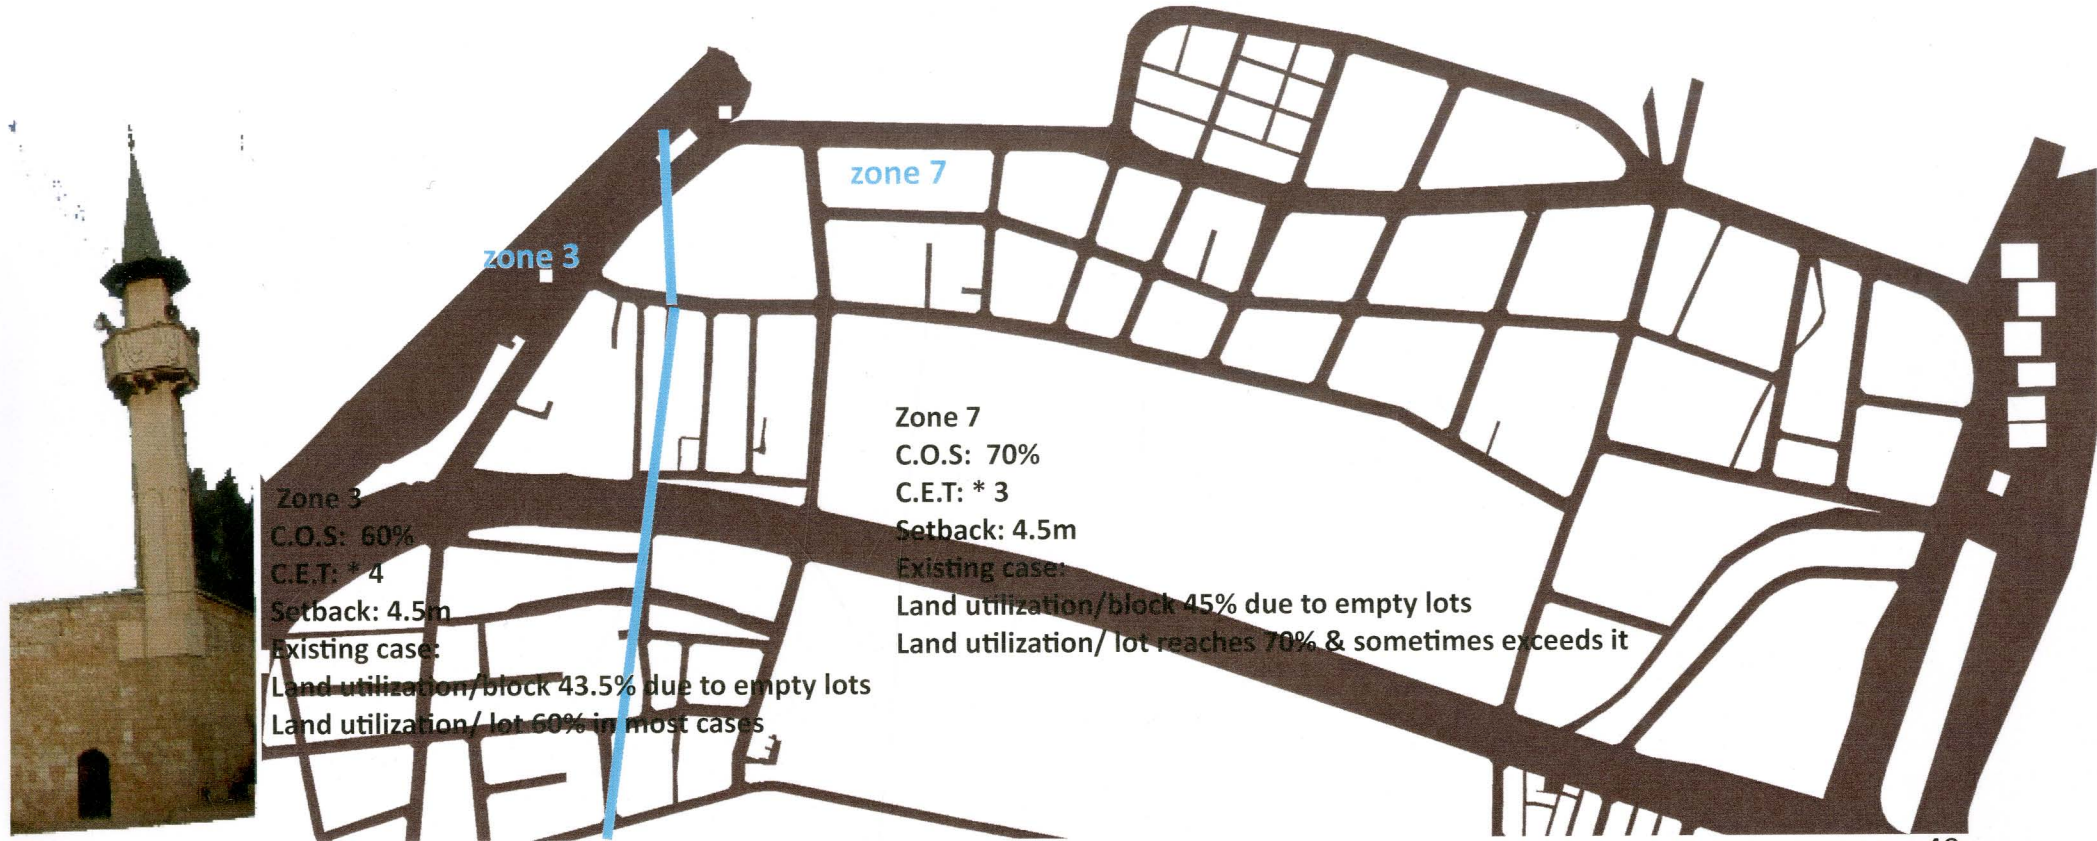 zone 7
zone 3
Zone 7
C.O.S: 70%
C.E.T: * 3
Setback: 4.5m
Existing case:
Land utilization/block 45% due to empty lots
Land utilization/ lot reaches 70% & sometimes exceeds it
Zone 3
C.O.S: 60%
C.E.T: * 4
Setback: 4.5m
Existing case:
Land utilization/block 43.5% due to empty lots
Land utilization/ lot 60% in most cases